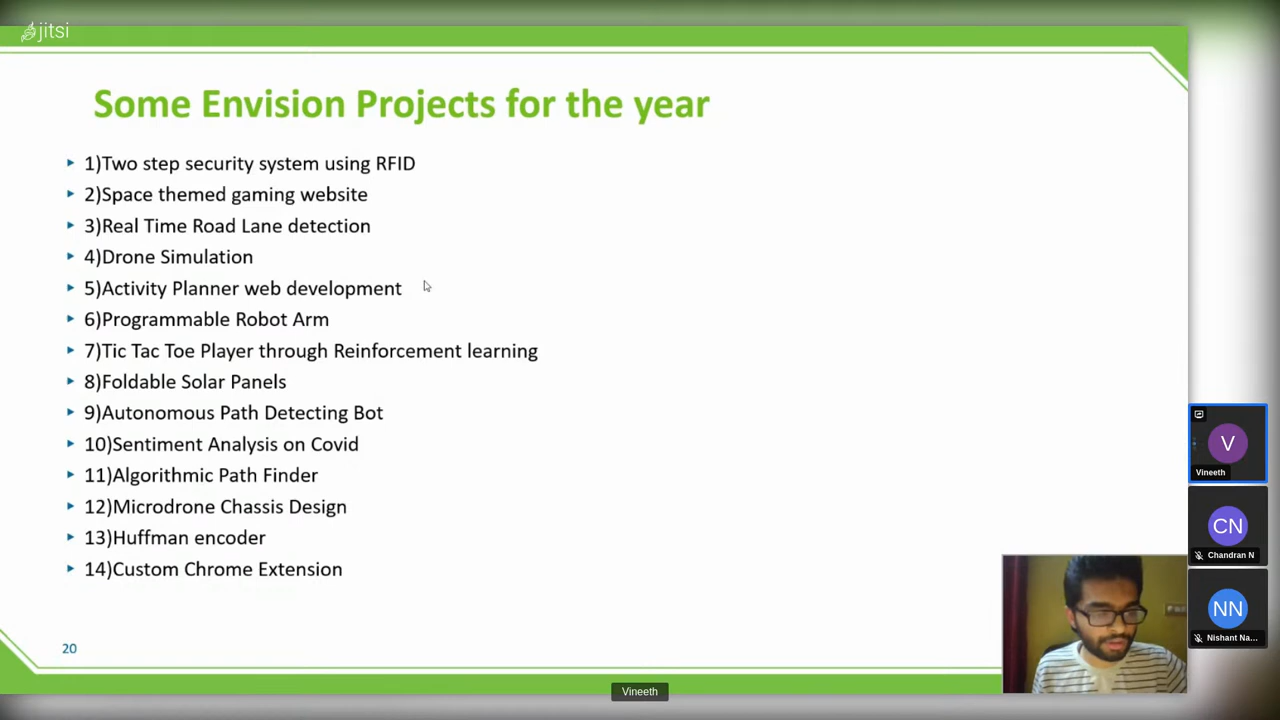 jitsi
Some Envision Projects for the year
1)Two step security system using RFID
2)Space themed gaming website
3)Real Time Road Lane detection
4)Drone Simulation
5)Activity Planner web development
6)Programmable Robot Arm
7)Tic Tac Toe Player through Reinforcement learning
8)Foldable Solar Panels
9)Autonomous Path Detecting Bot
10)Sentiment Analysis on Covid
11)Algorithmic Path Finder
12)Microdrone Chassis Design
13)Huffman encoder
14)Custom Chrome Extension
20
V
Vineeth
CN
Chandran N
NN
Nishant Na...
Vineeth